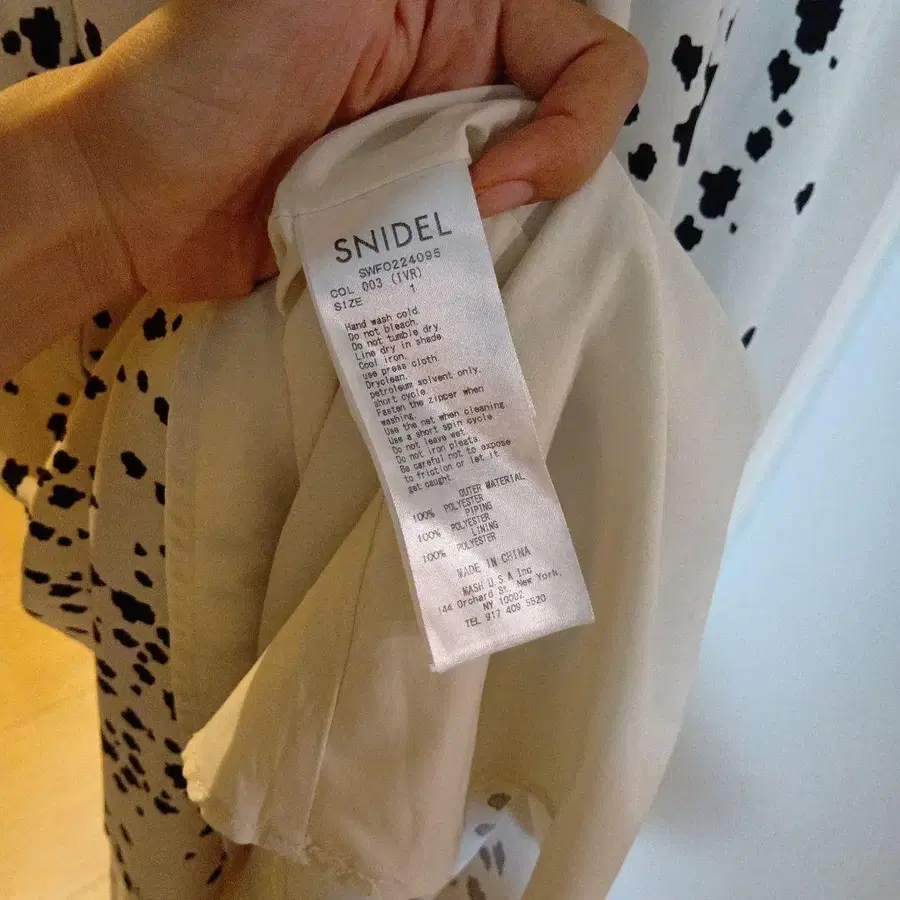 SNIDEL
SWFO224095
COL 003 (IVR)
SIZE 1
Hand wash cold.
Do not bleach.
Do not tumble dry.
Line dry in shade.
Cool iron.
use press cloth.
Dryclean.
petroleum solvent only.
short cycle.
Fasten the zipper when
washing.
Use the net when cleaning.
Use a short spin cycle.
Do not leave wet.
Do not iron pleats.
Be careful not to expose
to friction or let it
get caught.
OUTER MATERIAL
100% POLYESTER
PIPING
100% POLYESTER
LINING
100% POLYESTER
MADE IN CHINA
MASH U S A Inc
144 Orchard St. New York,
NY 10002
TEL 917 409 5520